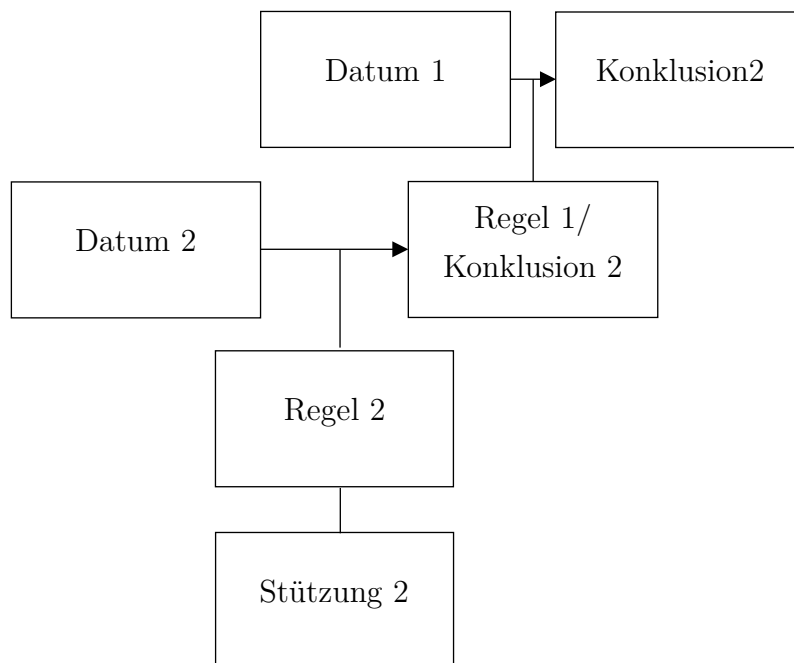 Datum 1
Konklusion2
Datum 2
Regel 1/
Konklusion 2
Regel 2
Stützung 2